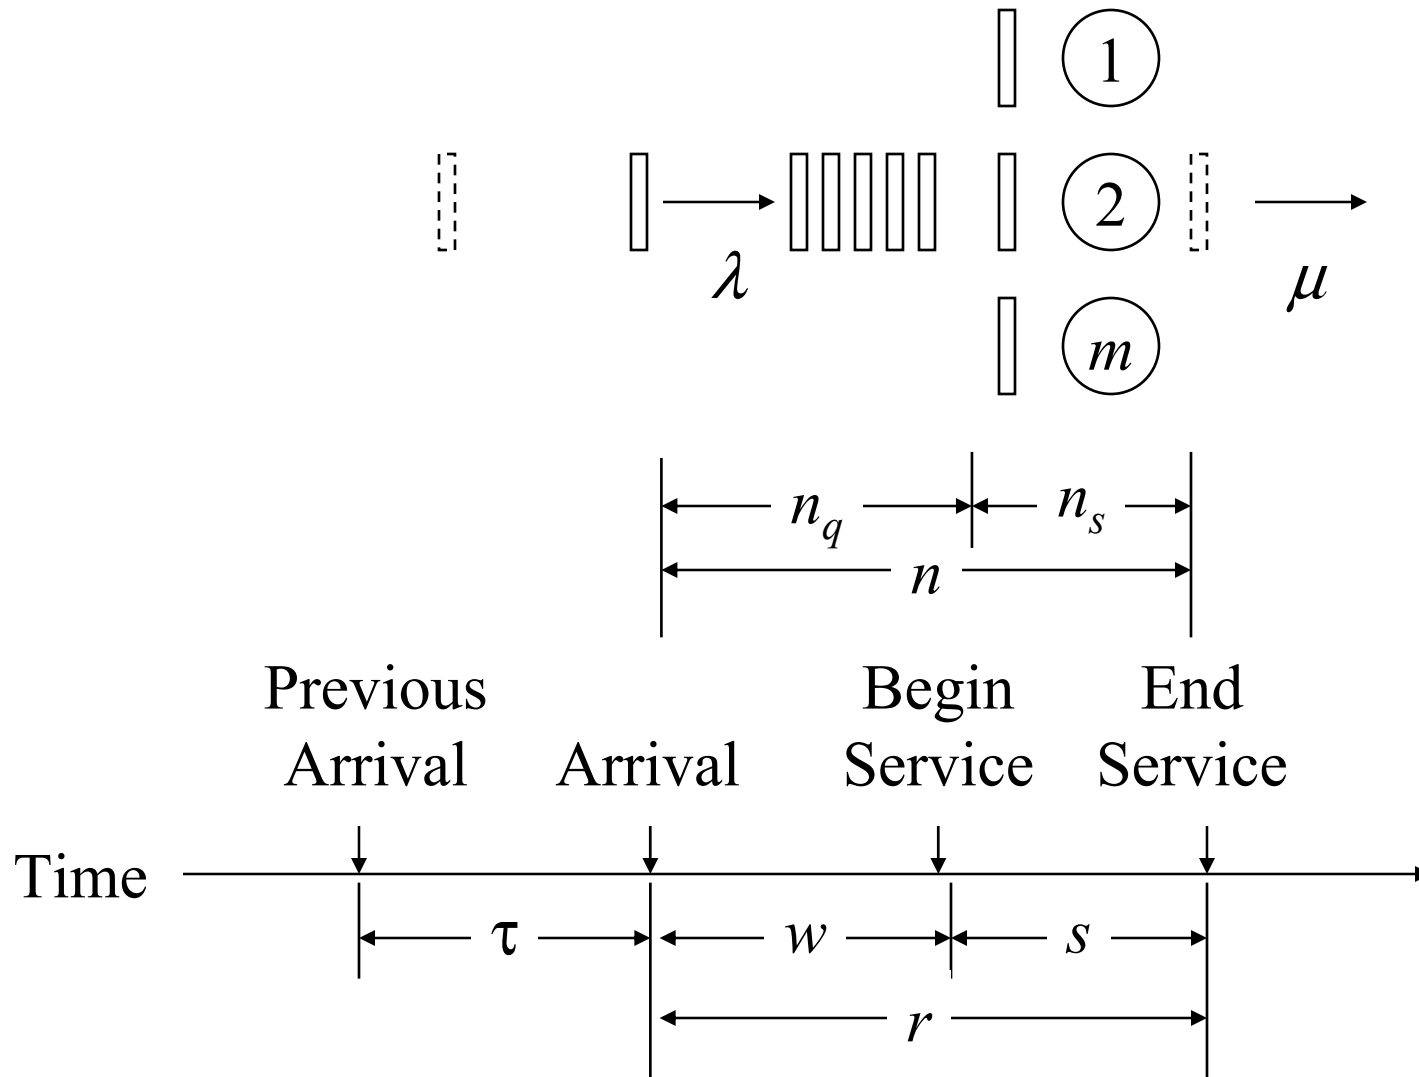 1
2
λ
μ
m
n_q
n_s
n
Previous
Arrival
Arrival
Begin
Service
End
Service
Time
τ
w
s
r